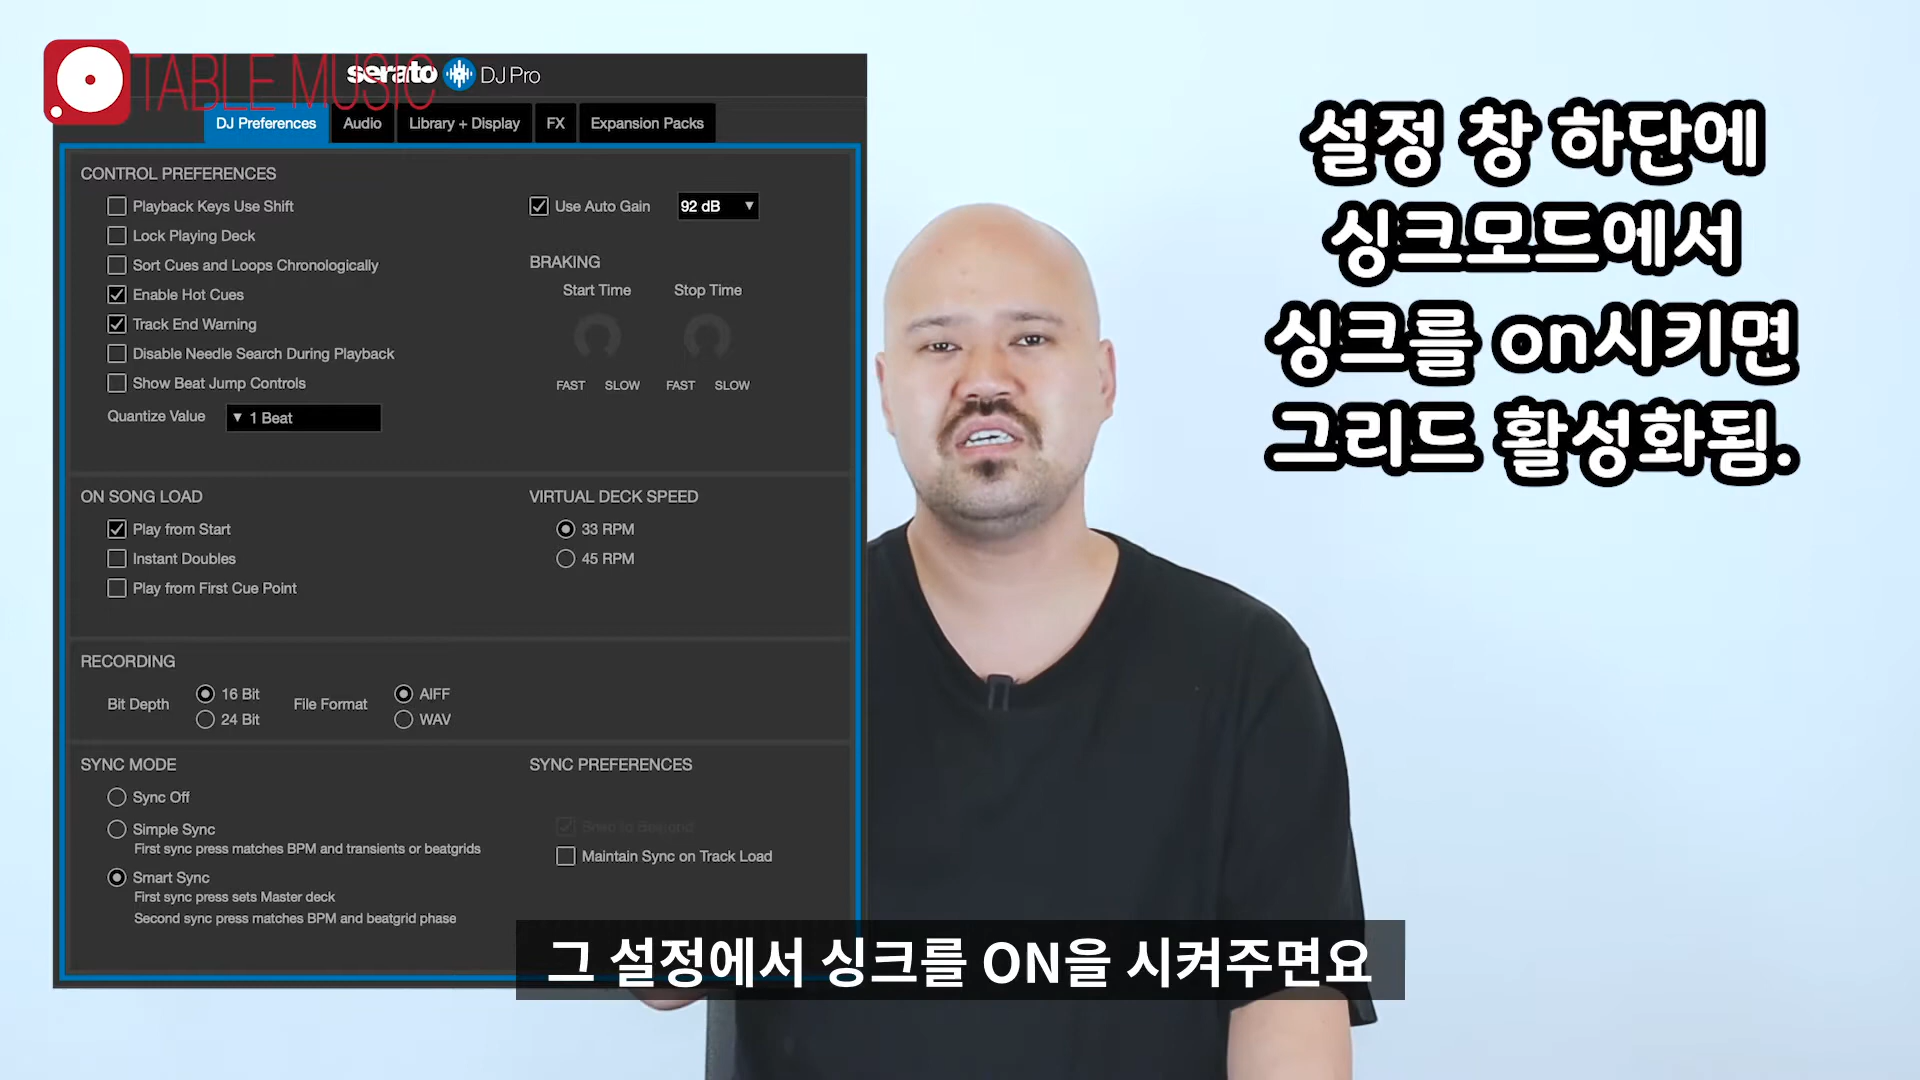 TABLE MUSIC
serato DJ Pro
DJ Preferences Audio Library + Display FX Expansion Packs
CONTROL PREFERENCES
Playback Keys Use Shift
Lock Playing Deck
Sort Cues and Loops Chronologically
Enable Hot Cues
Track End Warning
Disable Needle Search During Playback
Show Beat Jump Controls
Quantize Value 1 Beat
Use Auto Gain 92 dB
BRAKING
Start Time Stop Time
FAST SLOW FAST SLOW
ON SONG LOAD
Play from Start
Instant Doubles
Play from First Cue Point
VIRTUAL DECK SPEED
33 RPM
45 RPM
RECORDING
Bit Depth 16 Bit File Format AIFF
24 Bit WAV
SYNC MODE
Sync Off
Simple Sync
First sync press matches BPM and transients or beatgrids
Smart Sync
First sync press sets Master deck
Second sync press matches BPM and beatgrid phase
SYNC PREFERENCES
Snap to Beatgrid
Maintain Sync on Track Load
설정 창 하단에
싱크모드에서
싱크를 on시키면
그리드 활성화됨.
그 설정에서 싱크를 ON을 시켜주면요